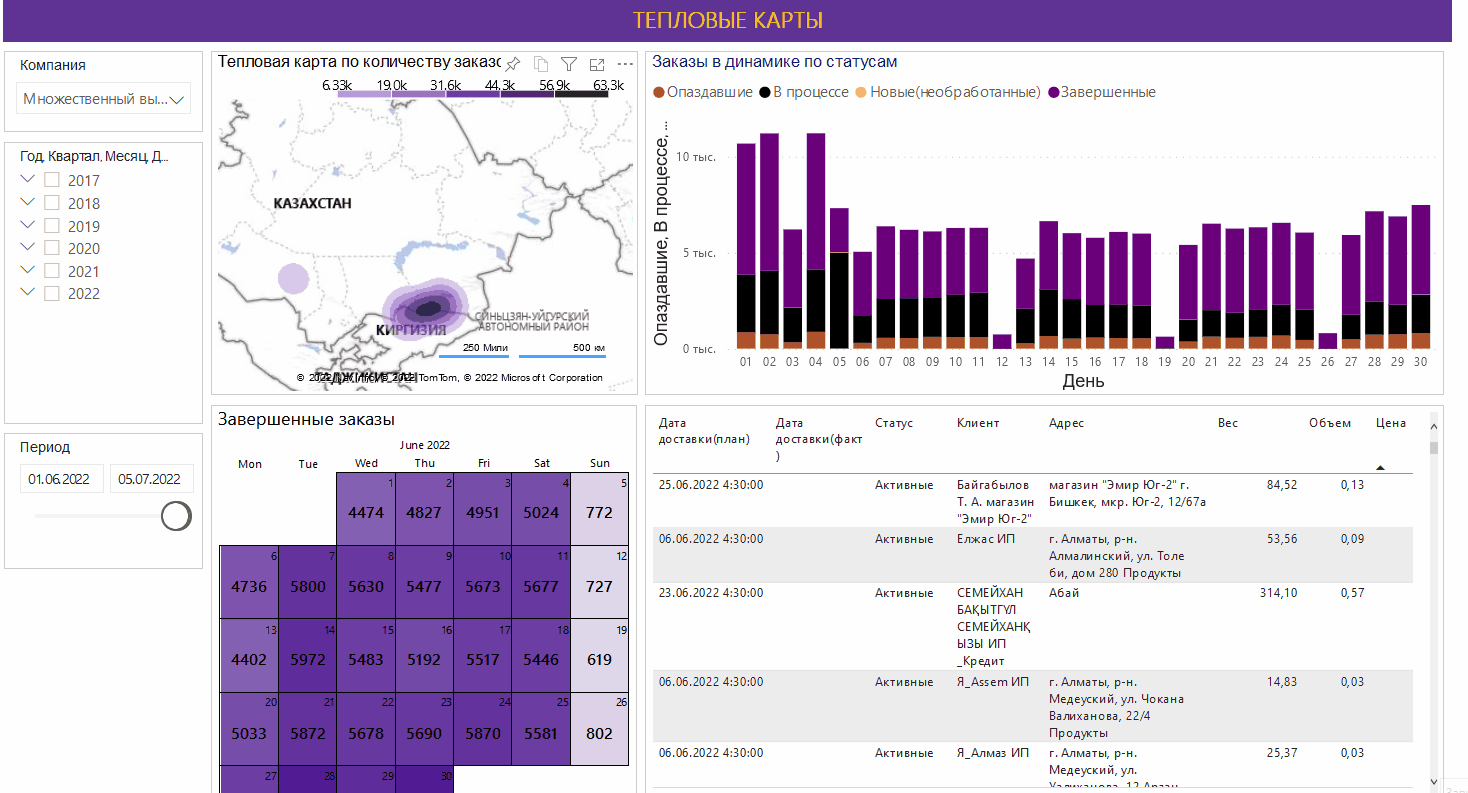 ТЕПЛОВЫЕ КАРТЫ
Компания
Множественный вы...
Год, Квартал, Месяц, Д...
2017
2018
2019
2020
2021
2022
Период
01.06.2022 05.07.2022
Тепловая карта по количеству заказо
6.33k 19.0k 31.6k 44.3k 56.9k 63.3k
КАЗАХСТАН
СИНЬЦЗЯН-УЙГУРСКИЙ
АВТОНОМНЫЙ РАЙОН
КИРГИЗИЯ
250 Мили 500 км
TomTom, © 2022 Microsoft Corporation
Заказы в динамике по статусам
Опаздавшие В процессе Новые(необработанные) Завершенные
Опаздавшие, В процессе, ...
10 тыс.
5 тыс.
0 тыс.
01 02 03 04 05 06 07 08 09 10 11 12 13 14 15 16 17 18 19 20 21 22 23 24 25 26 27 28 29 30
День
Завершенные заказы
June 2022
Mon Tue Wed Thu Fri Sat Sun
1 2 3 4 5
4474 4827 4951 5024 772
6 7 8 9 10 11 12
4736 5800 5630 5477 5673 5677 727
13 14 15 16 17 18 19
4402 5972 5483 5192 5517 5446 619
20 21 22 23 24 25 26
5033 5872 5678 5690 5870 5581 802
27 28 29 30
Дата Дата Статус Клиент Адрес Вес Объем Цена
доставки(план) доставки(факт
)
25.06.2022 4:30:00 Активные Байгабылов магазин "Эмир Юг-2" г. 84,52 0,13
Т. А. магазин Бишкек, мкр. Юг-2, 12/67а
"Эмир Юг-2"
06.06.2022 4:30:00 Активные Елжас ИП г. Алматы, р-н. 53,56 0,09
Алмалинский, ул. Толе
би, дом 280 Продукты
23.06.2022 4:30:00 Активные СЕМЕЙХАН Абай 314,10 0,57
БАҚЫТГҮЛ
СЕМЕЙХАНҚ
ЫЗЫ ИП
_Кредит
06.06.2022 4:30:00 Активные Я_Assem ИП г. Алматы, р-н. 14,83 0,03
Медеуский, ул. Чокана
Валиханова, 22/4
Продукты
06.06.2022 4:30:00 Активные Я_Алмаз ИП г. Алматы, р-н. 25,37 0,03
Медеуский, ул.